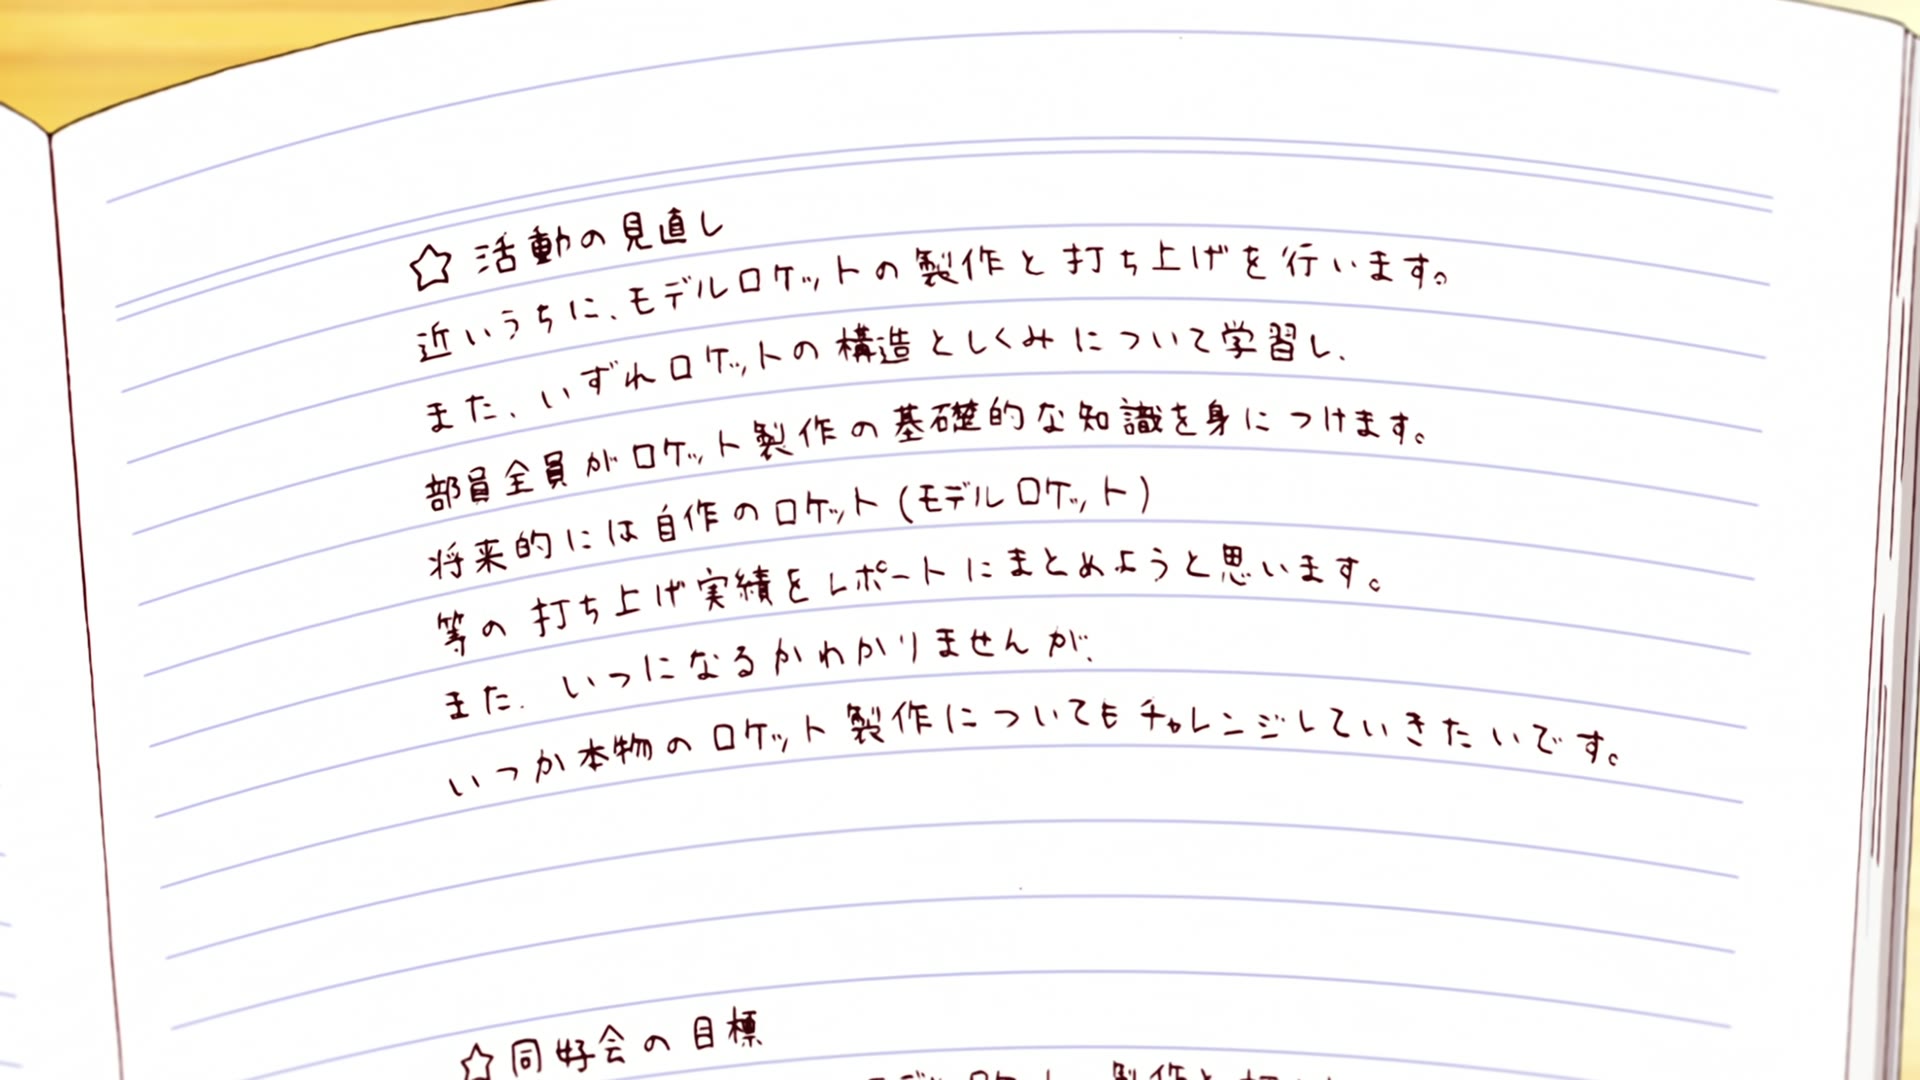 ☆ 活動の見直し
近いうちに、モデルロケットの製作と打ち上げを行います。
また、いずれロケットの構造としくみについて学習し、
部員全員がロケット製作の基礎的な知識を身につけます。
将来的には自作のロケット(モデルロケット)
等の打ち上げ実績をレポートにまとめようと思います。
また、いつになるかわかりませんが、
いつか本物のロケット製作についてもチャレンジしていきたいです。
☆ 同好会の目標